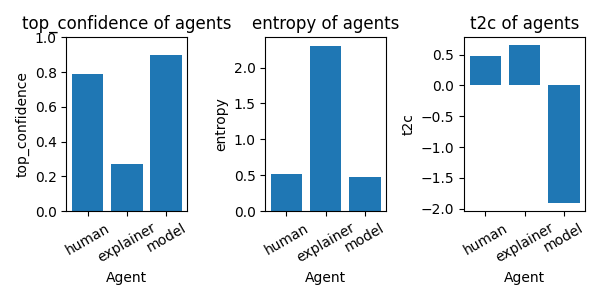 top_confidence of agents
top_confidence
1.0
0.8
0.6
0.4
0.2
0.0
human
explainer
model
Agent
entropy of agents
entropy
2.0
1.5
1.0
0.5
0.0
human
explainer
model
Agent
t2c of agents
t2c
0.5
0.0
−0.5
−1.0
−1.5
−2.0
human
explainer
model
Agent